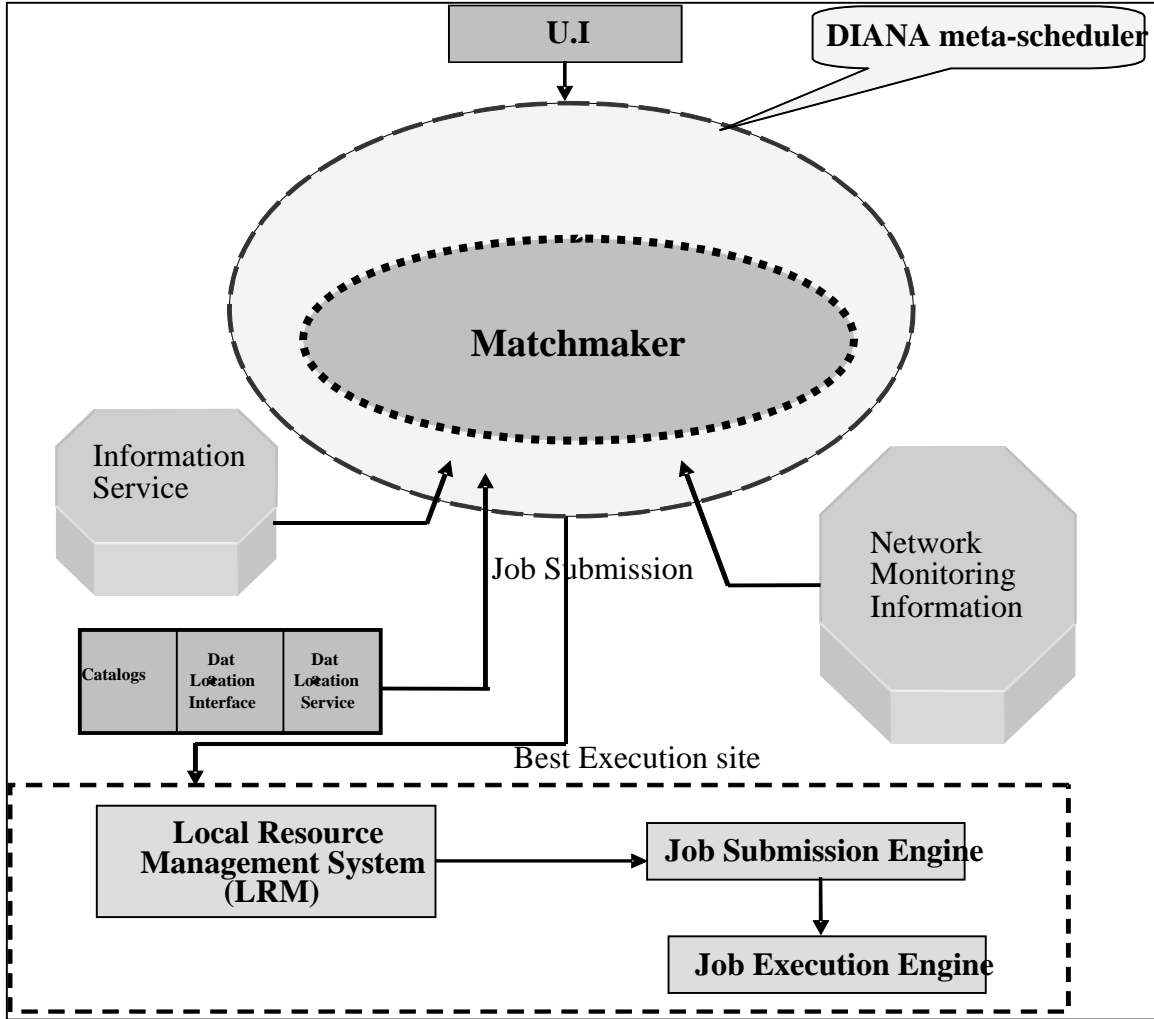 U.I
DIANA meta-scheduler
Matchmaker
Information
Service
Network
Monitoring
Information
Job Submission
Catalogs
Dat
Location
Interface
Dat
Location
Service
Best Execution site
Local Resource
Management System
(LRM)
Job Submission Engine
Job Execution Engine